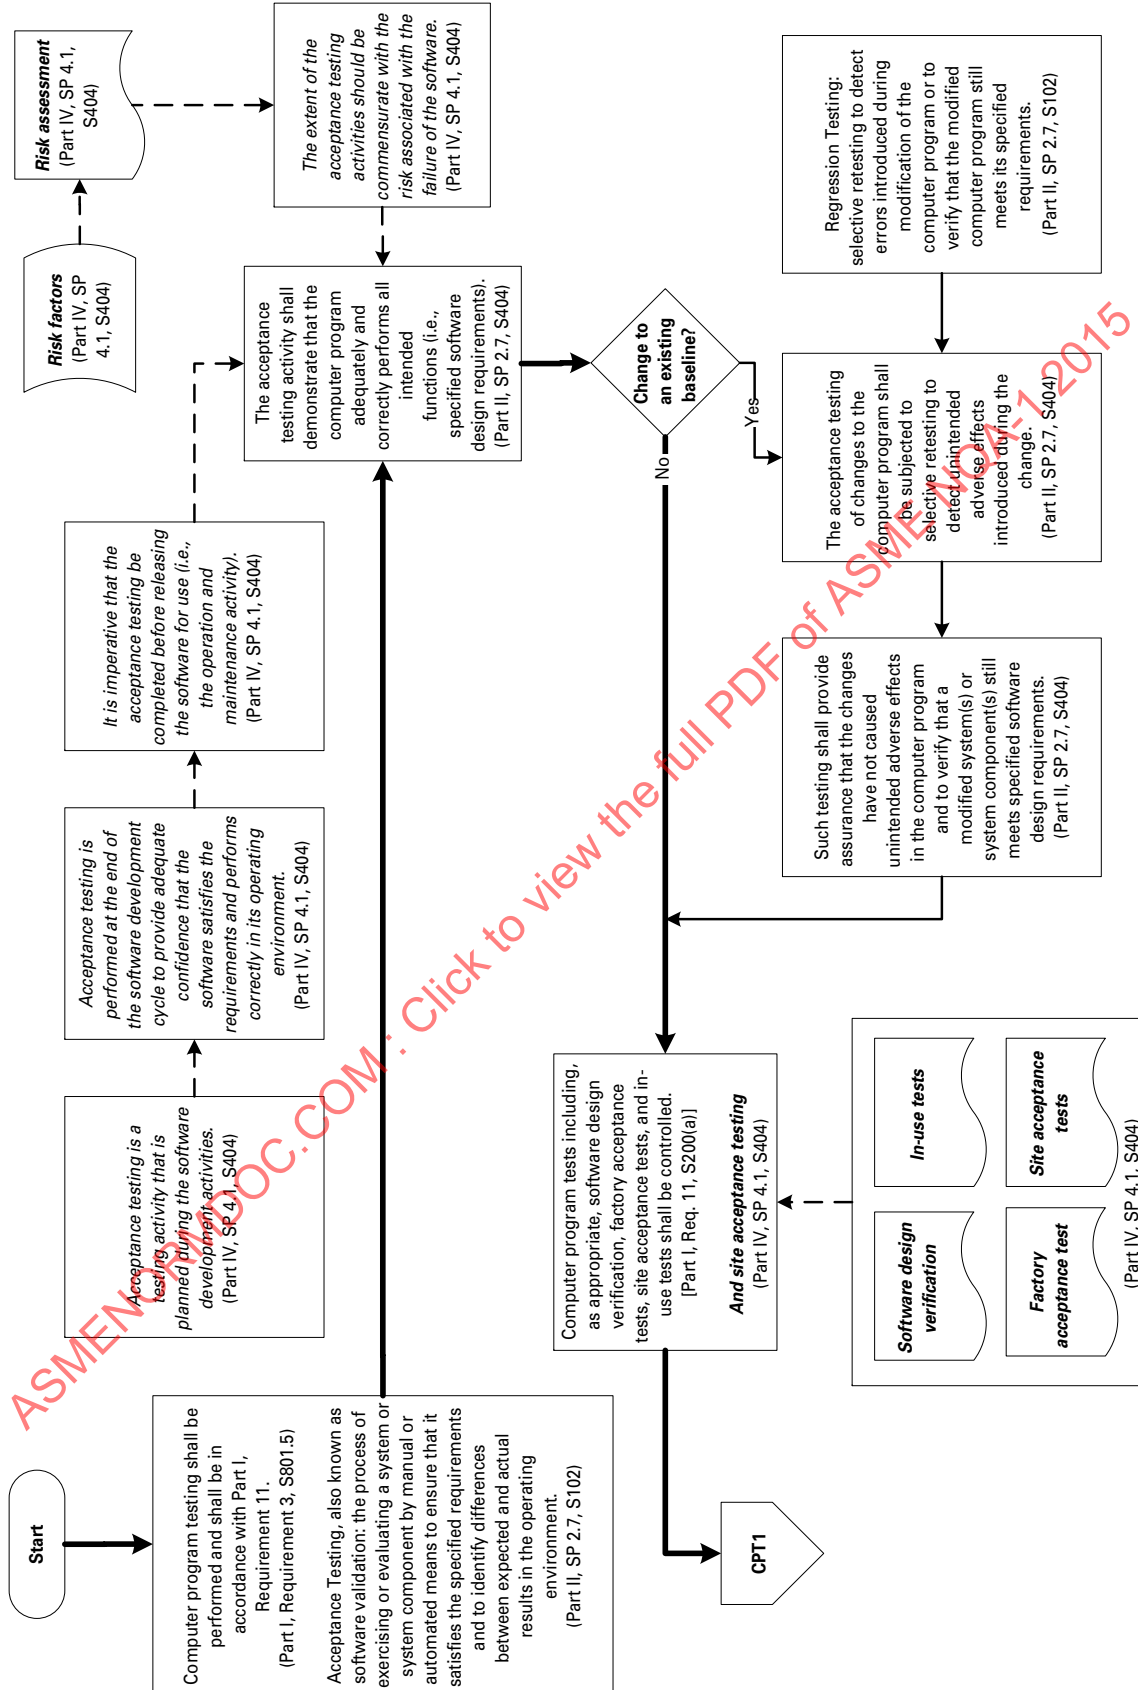 Start
Computer program testing shall be
performed and shall be in
accordance with Part I,
Requirement 11.
(Part I, Requirement 3, S801.5)
Acceptance Testing, also known as
software validation: the process of
exercising or evaluating a system or
system component by manual or
automated means to ensure that it
satisfies the specified requirements
and to identify differences
between expected and actual
results in the operating
environment.
(Part II, SP 2.7, S102)
Acceptance testing is a
testing activity that is
planned during the software
development activities.
(Part IV, SP 4.1, S404)
Acceptance testing is
performed at the end of
the software development
cycle to provide adequate
confidence that the
software satisfies the
requirements and performs
correctly in its operating
environment.
(Part IV, SP 4.1, S404)
It is imperative that the
acceptance testing be
completed before releasing
the software for use (i.e.,
the operation and
maintenance activity).
(Part IV, SP 4.1, S404)
Risk factors
(Part IV, SP
4.1, S404)
Risk assessment
(Part IV, SP 4.1,
S404)
The extent of the
acceptance testing
activities should be
commensurate with the
risk associated with the
failure of the software.
(Part IV, SP 4.1, S404)
The acceptance
testing activity shall
demonstrate that the
computer program
adequately and
correctly performs all
intended
functions (i.e.,
specified software
design requirements).
(Part II, SP 2.7, S404)
Change to
an existing
baseline?
No
Yes
Regression Testing:
selective retesting to detect
errors introduced during
modification of the
computer program or to
verify that the modified
computer program still
meets its specified
requirements.
(Part II, SP 2.7, S102)
The acceptance testing
of changes to the
computer program shall
be subjected to
selective retesting to
detect unintended
adverse effects
introduced during the
change.
(Part II, SP 2.7, S404)
Such testing shall provide
assurance that the changes
have not caused
unintended adverse effects
in the computer program
and to verify that a
modified system(s) or
system component(s) still
meets specified software
design requirements.
(Part II, SP 2.7, S404)
Computer program tests including,
as appropriate, software design
verification, factory acceptance
tests, site acceptance tests, and in-
use tests shall be controlled.
[Part I, Req. 11, S200(a)]
And site acceptance testing
(Part IV, SP 4.1, S404)
Software design
verification
In-use tests
Factory
acceptance test
Site acceptance
tests
(Part IV, SP 4.1, S404)
CPT1
ASMENORMDOC.COM : Click to view the full PDF of ASME NQA-1 2015